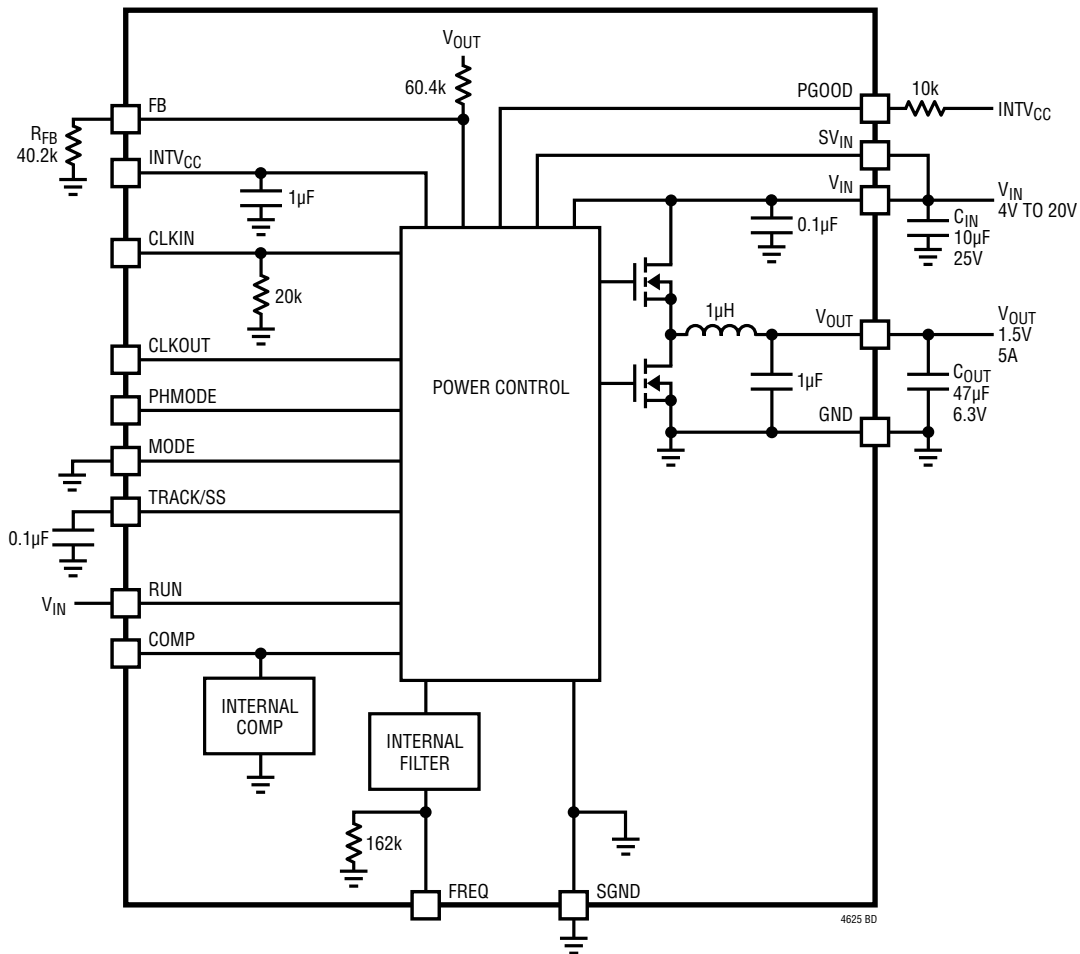 VOUT
60.4k
FB
RFB
40.2k
INTVCC
1µF
CLKIN
20k
CLKOUT
PHMODE
MODE
TRACK/SS
0.1µF
RUN
VIN
COMP
INTERNAL
COMP
POWER CONTROL
INTERNAL
FILTER
162k
FREQ
SGND
PGOOD
10k
INTVCC
SVIN
VIN
0.1µF
VIN
4V TO 20V
CIN
10µF
25V
1µH
VOUT
1µF
GND
VOUT
1.5V
5A
COUT
47µF
6.3V
4625 BD